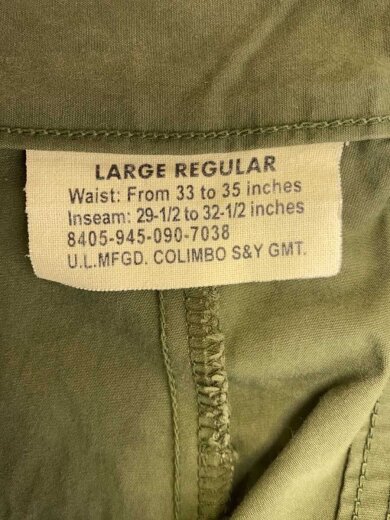 LARGE REGULAR
Waist: From 33 to 35 inches
Inseam: 29-1/2 to 32-1/2 inches
8405-945-090-7038
U.L.MFGD. COLIMBO S&Y GMT.